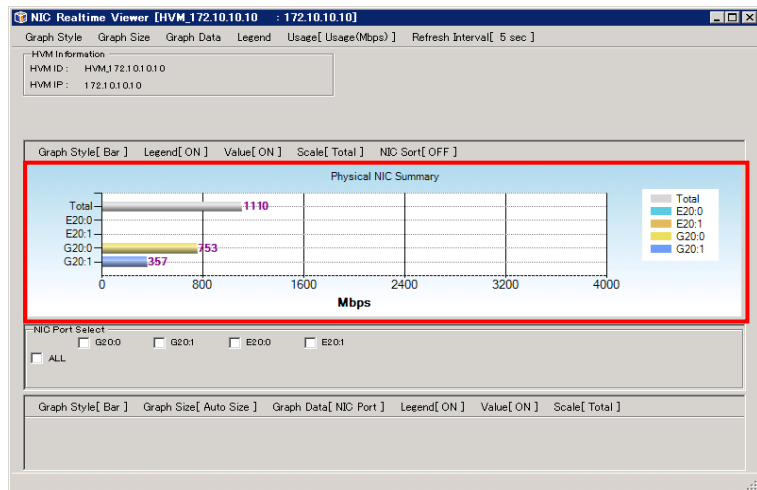 NIC Realtime Viewer [HVM_172.10.10.10 : 172.10.10.10]
Graph Style Graph Size Graph Data Legend Usage[ Usage(Mbps) ] Refresh Interval[ 5 sec ]
HVM Information
HVM ID : HVM_172.10.10.10
HVM IP : 172.10.10.10
Graph Style[ Bar ] Legend[ ON ] Value[ ON ] Scale[ Total ] NIC Sort[ OFF ]
Physical NIC Summary
Total 1110
E20:0
E20:1
G20:0 753
G20:1 357
0 800 1600 2400 3200 4000
Mbps
Total
E20:0
E20:1
G20:0
G20:1
NIC Port Select
G20:0 G20:1 E20:0 E20:1
ALL
Graph Style[ Bar ] Graph Size[ Auto Size ] Graph Data[ NIC Port ] Legend[ ON ] Value[ ON ] Scale[ Total ]